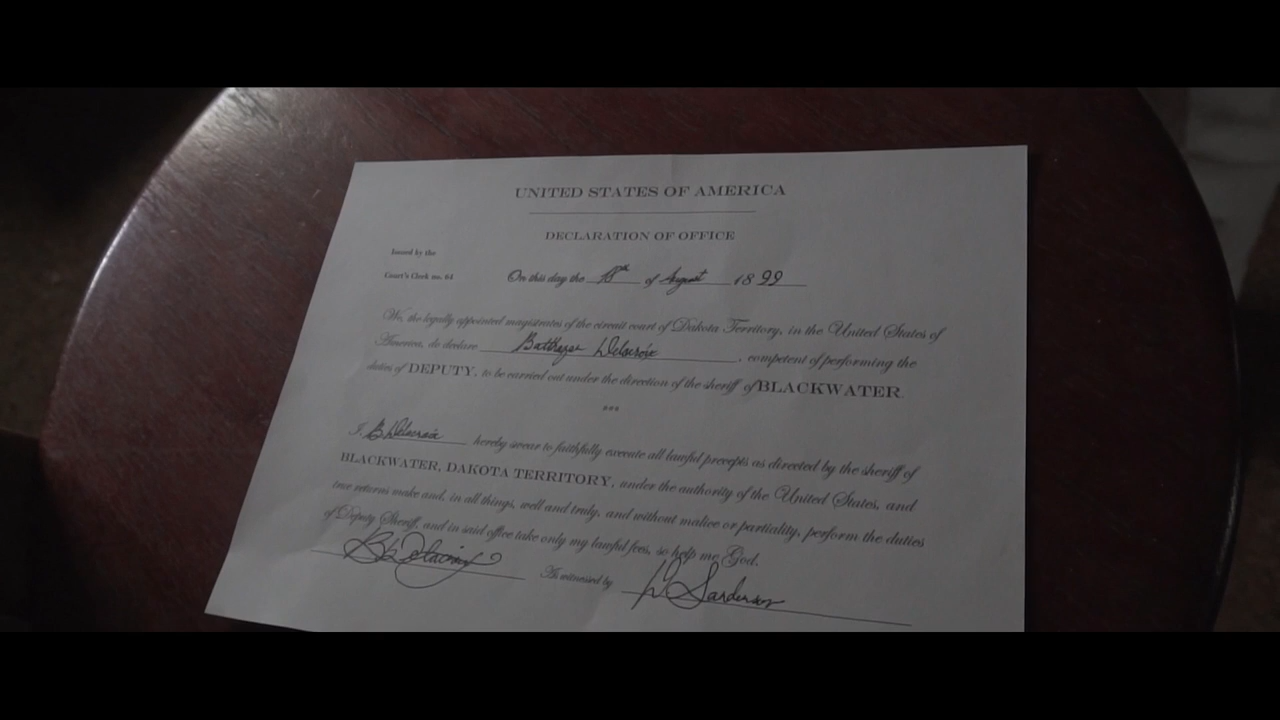 UNITED STATES OF AMERICA
DECLARATION OF OFFICE
Issued by the
Court's Clerk no. 64
On this day the 18th of August 1899
We, the legally appointed magistrates of the circuit court of Dakota Territory, in the United States of
America, do declare Balthazar Delacroix, competent of performing the
duties of DEPUTY, to be carried out under the direction of the sheriff of BLACKWATER.
***
I, B Delacroix hereby swear to faithfully execute all lawful precepts as directed by the sheriff of
BLACKWATER, DAKOTA TERRITORY, under the authority of the United States, and
true returns make and, in all things, well and truly, and without malice or partiality, perform the duties
of Deputy Sheriff, and in said office take only my lawful fees, so help me God.
Delacroix As witnessed by Sanderson